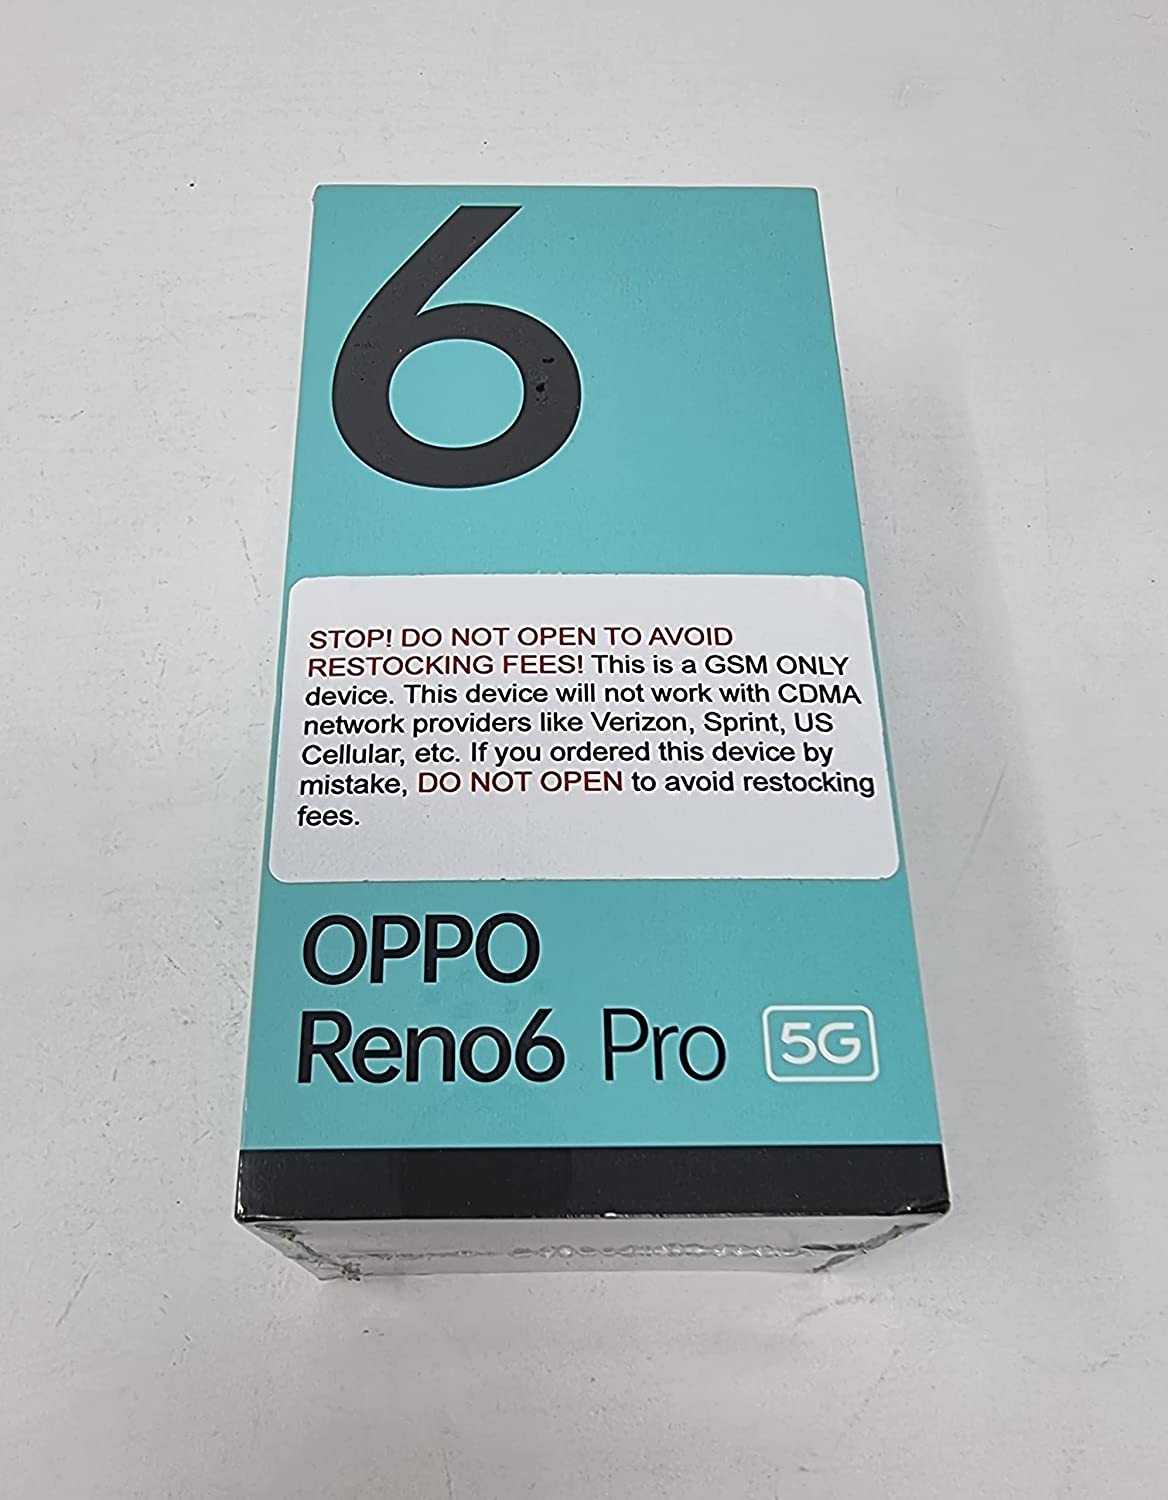 6
STOP! DO NOT OPEN TO AVOID
RESTOCKING FEES! This is a GSM ONLY
device. This device will not work with CDMA
network providers like Verizon, Sprint, US
Cellular, etc. If you ordered this device by
mistake, DO NOT OPEN to avoid restocking
fees.
OPPO
Reno6 Pro 5G